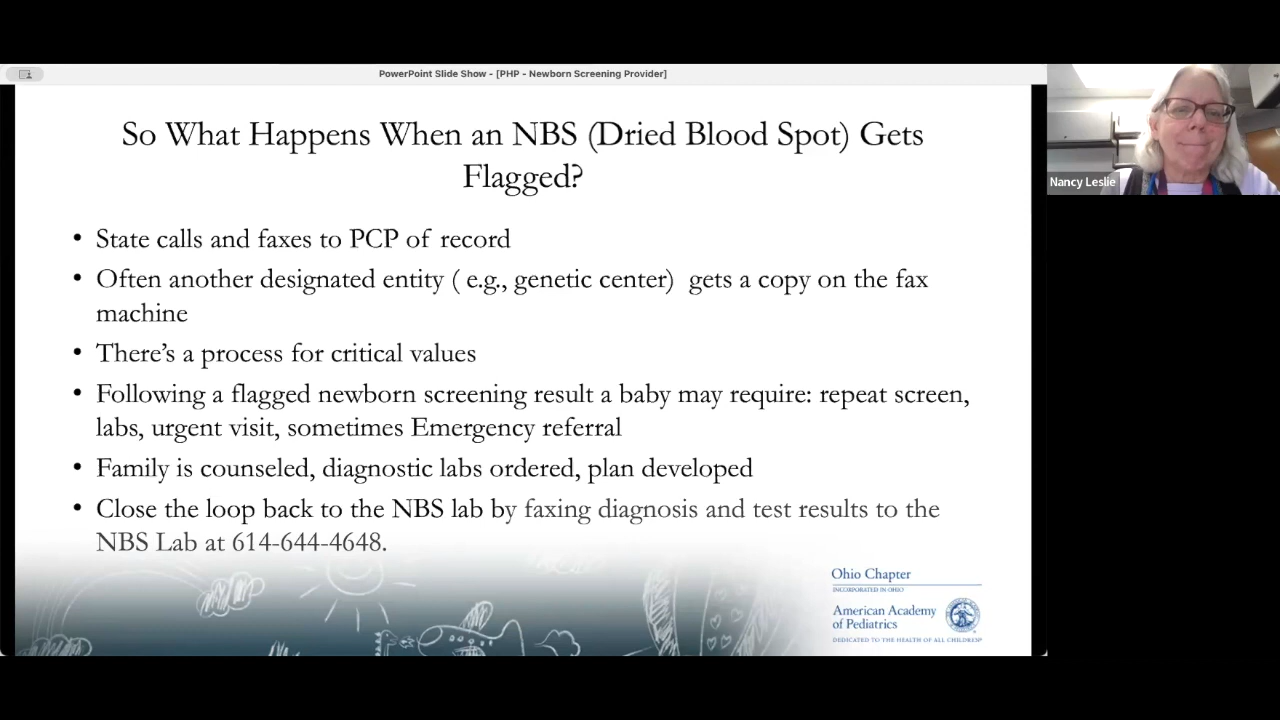 PowerPoint Slide Show - [PHP - Newborn Screening Provider]
So What Happens When an NBS (Dried Blood Spot) Gets
Flagged?
• State calls and faxes to PCP of record
• Often another designated entity ( e.g., genetic center)  gets a copy on the fax
machine
• There’s a process for critical values
• Following a flagged newborn screening result a baby may require: repeat screen,
labs, urgent visit, sometimes Emergency referral
• Family is counseled, diagnostic labs ordered, plan developed
• Close the loop back to the NBS lab by faxing diagnosis and test results to the
NBS Lab at 614-644-4648.
Ohio Chapter
INCORPORATED IN OHIO
American Academy
of Pediatrics
DEDICATED TO THE HEALTH OF ALL CHILDREN®
Nancy Leslie